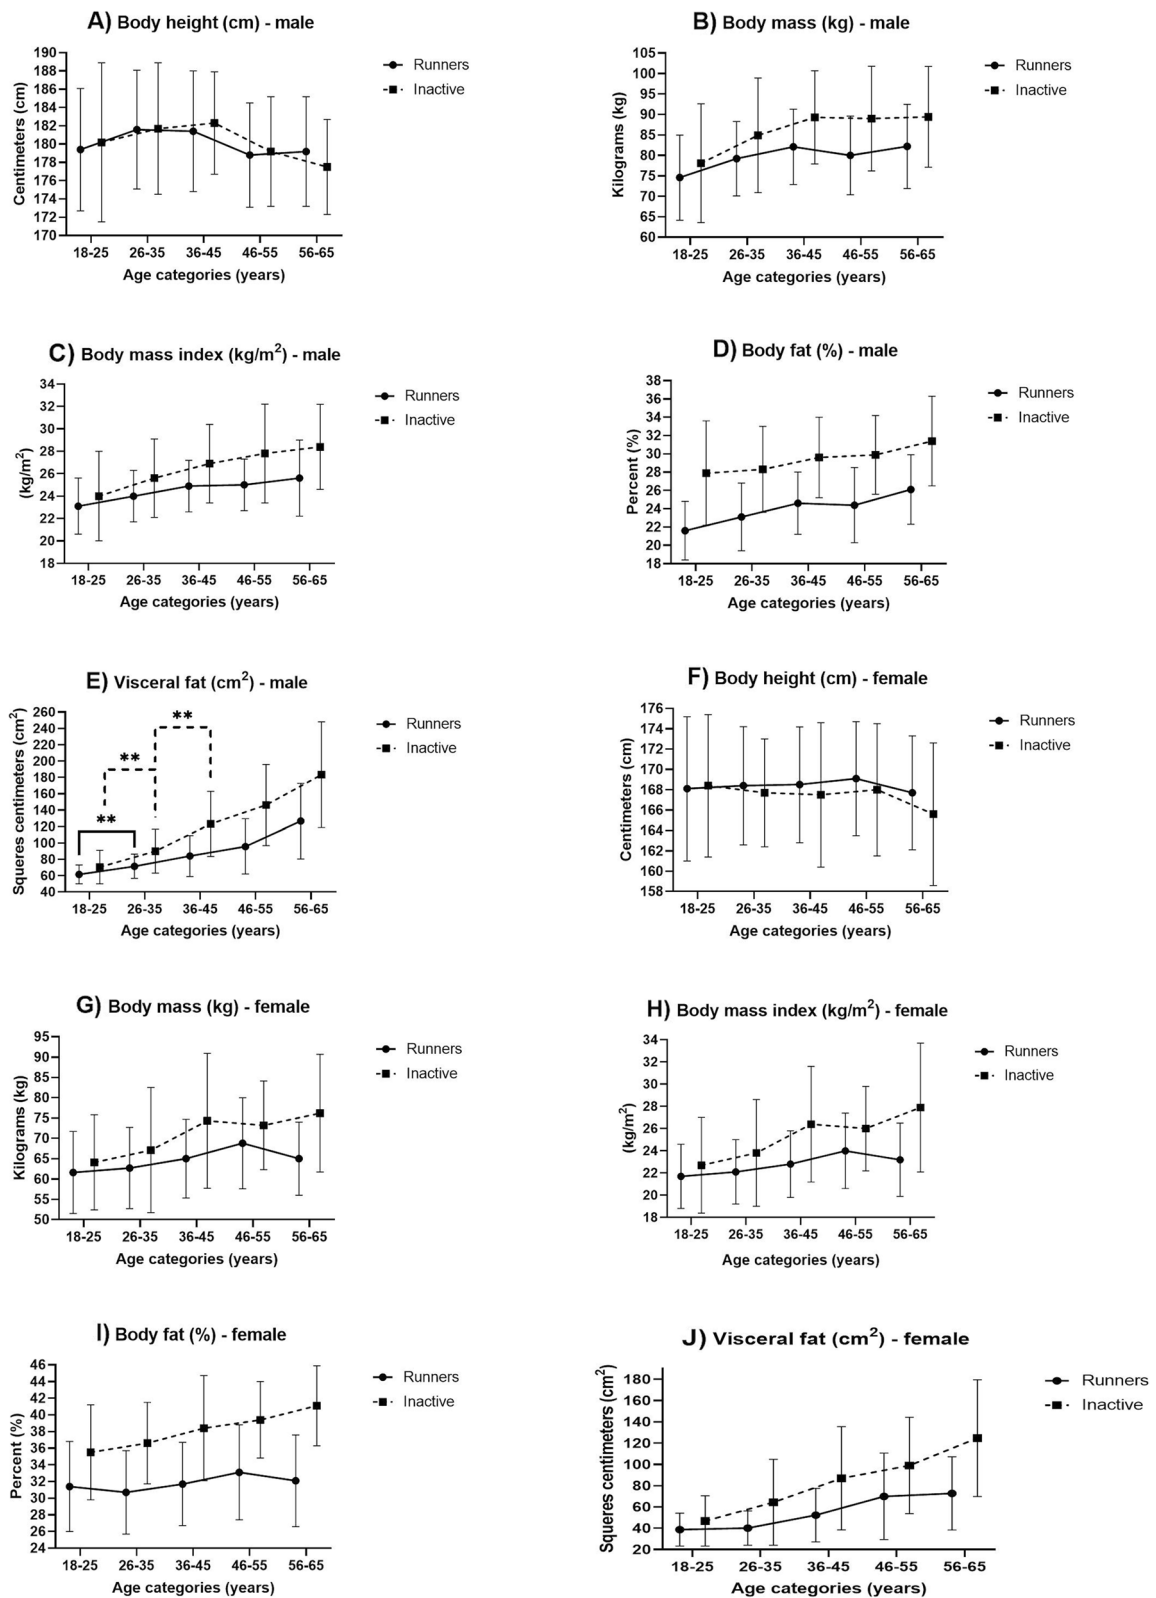 A) Body height (cm) - male
Centimeters (cm)
190
188
186
184
182
180
178
176
174
172
170
18-25 26-35 36-45 46-55 56-65
Age categories (years)
Runners
Inactive
B) Body mass (kg) - male
Kilograms (kg)
105
100
95
90
85
80
75
70
65
60
18-25 26-35 36-45 46-55 56-65
Age categories (years)
Runners
Inactive
C) Body mass index (kg/m²) - male
(kg/m²)
34
32
30
28
26
24
22
20
18
18-25 26-35 36-45 46-55 56-65
Age categories (years)
Runners
Inactive
D) Body fat (%) - male
Percent (%)
38
36
34
32
30
28
26
24
22
20
18
18-25 26-35 36-45 46-55 56-65
Age categories (years)
Runners
Inactive
E) Visceral fat (cm²) - male
Squeres centimeters (cm²)
260
240
220
200
180
160
140
120
100
80
60
40
**
**
**
18-25 26-35 36-45 46-55 56-65
Age categories (years)
Runners
Inactive
F) Body height (cm) - female
Centimeters (cm)
176
174
172
170
168
166
164
162
160
158
18-25 26-35 36-45 46-55 56-65
Age categories (years)
Runners
Inactive
G) Body mass (kg) - female
Kilograms (kg)
95
90
85
80
75
70
65
60
55
50
18-25 26-35 36-45 46-55 56-65
Age categories (years)
Runners
Inactive
H) Body mass index (kg/m²) - female
(kg/m²)
34
32
30
28
26
24
22
20
18
18-25 26-35 36-45 46-55 56-65
Age categories (years)
Runners
Inactive
I) Body fat (%) - female
Percent (%)
46
44
42
40
38
36
34
32
30
28
26
24
18-25 26-35 36-45 46-55 56-65
Age categories (years)
Runners
Inactive
J) Visceral fat (cm²) - female
Squeres centimeters (cm²)
180
160
140
120
100
80
60
40
20
18-25 26-35 36-45 46-55 56-65
Age categories (years)
Runners
Inactive